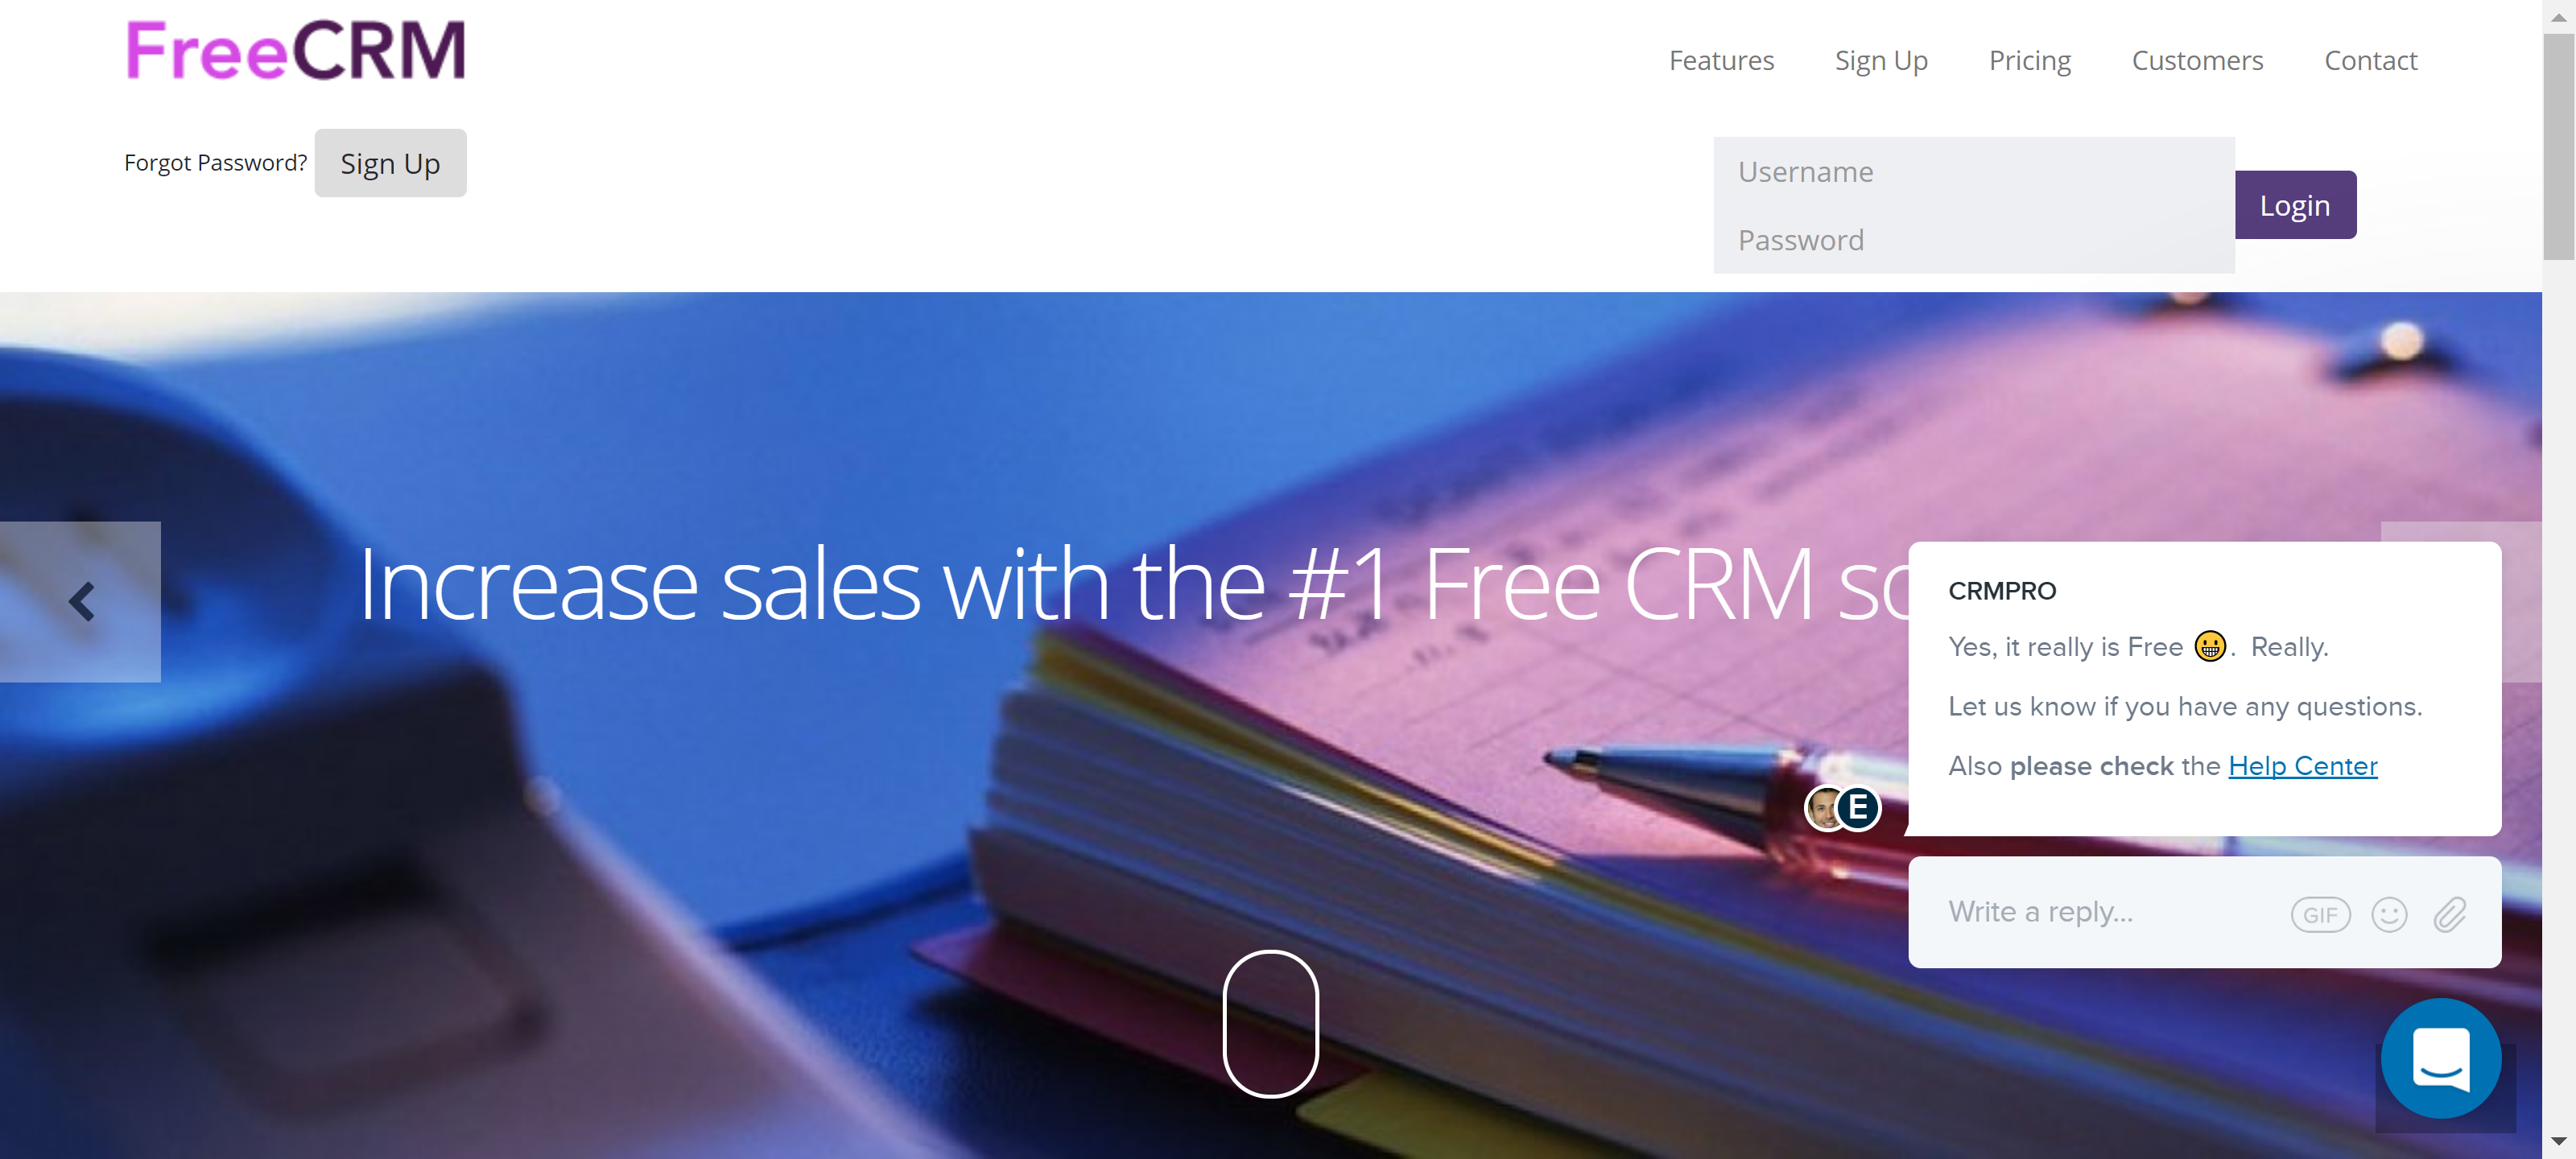 FreeCRM
Features Sign Up Pricing Customers Contact
Forgot Password? Sign Up
Username
Password
Login
Increase sales with the #1 Free CRM
CRMPRO
Yes, it really is Free 😁. Really.
Let us know if you have any questions.
Also please check the Help Center
E
Write a reply...
GIF